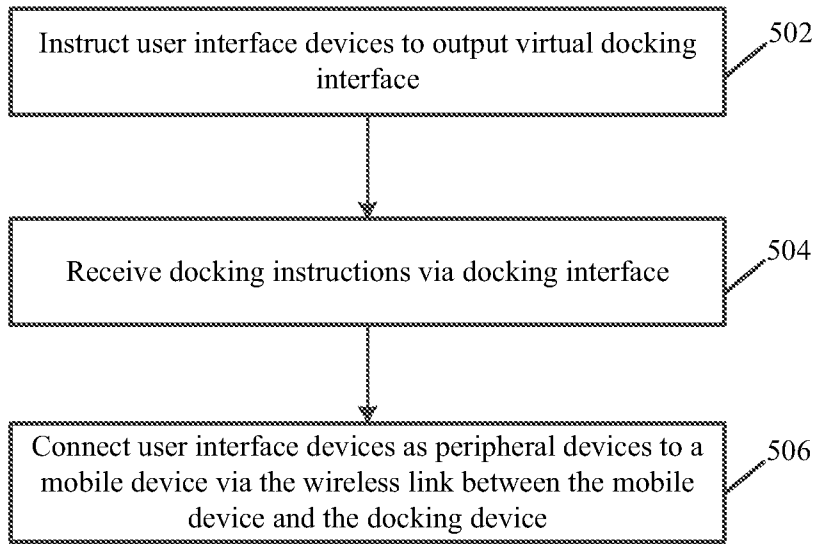 Instruct user interface devices to output virtual docking
interface
502
Receive docking instructions via docking interface
504
Connect user interface devices as peripheral devices to a
mobile device via the wireless link between the mobile
device and the docking device
506